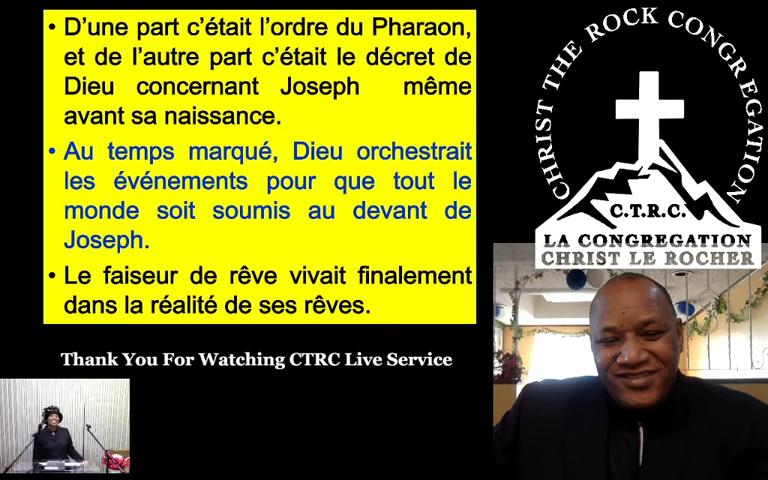 • D’une part c’était l’ordre du Pharaon,
et de l’autre part c’était le décret de
Dieu concernant Joseph même
avant sa naissance.
• Au temps marqué, Dieu orchestrait
les événements pour que tout le
monde soit soumis au devant de
Joseph.
• Le faiseur de rêve vivait finalement
dans la réalité de ses rêves.
Thank You For Watching CTRC Live Service
CHRIST THE ROCK CONGREGATION
C.T.R.C.
LA CONGREGATION
CHRIST LE ROCHER